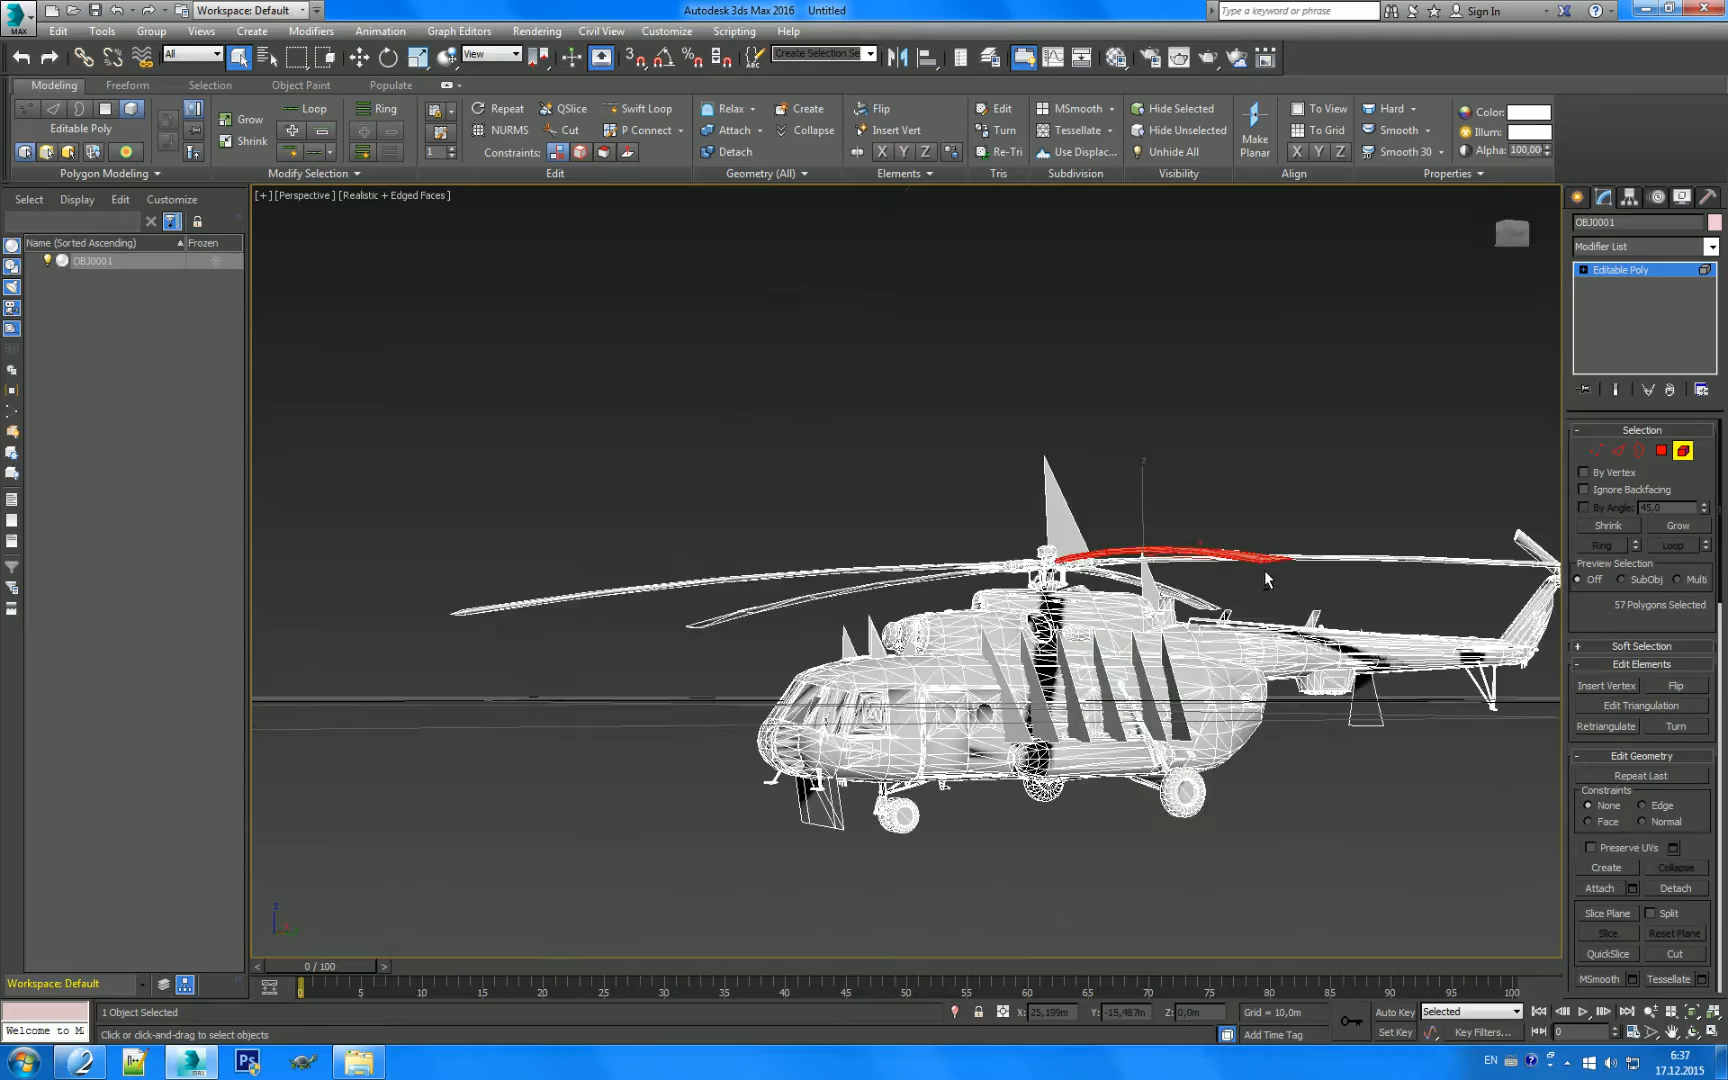 MAX
Workspace: Default
Autodesk 3ds Max 2016    Untitled
Type a keyword or phrase
Sign In
Edit Tools Group Views Create Modifiers Animation Graph Editors Rendering Civil View Customize Scripting Help
All
View
Create Selection Se
Modeling Freeform Selection Object Paint Populate
Grow
Loop
Ring
Repeat
QSlice
Swift Loop
Relax
Create
Flip
Edit
MSmooth
Hide Selected
To View
Hard
Color:
Editable Poly
Shrink
NURMS
Cut
P Connect
Attach
Collapse
Insert Vert
Turn
Tessellate
Hide Unselected
Make
Planar
To Grid
Smooth
Illum:
1
Constraints:
Detach
X Y Z
Re-Tri
Use Displac...
Unhide All
X Y Z
Smooth 30
Alpha: 100,00
Polygon Modeling
Modify Selection
Edit
Geometry (All)
Elements
Tris
Subdivision
Visibility
Align
Properties
Select Display Edit Customize
Name (Sorted Ascending)
Frozen
OBJ0001
[+] [Perspective] [Realistic + Edged Faces]
OBJ0001
Modifier List
Editable Poly
Selection
By Vertex
Ignore Backfacing
By Angle: 45,0
Shrink Grow
Ring Loop
Preview Selection
Off SubObj Multi
57 Polygons Selected
Soft Selection
Edit Elements
Insert Vertex Flip
Edit Triangulation
Retriangulate Turn
Edit Geometry
Repeat Last
Constraints
None Edge
Face Normal
Preserve UVs
Create Collapse
Attach Detach
Slice Plane Split
Slice Reset Plane
QuickSlice Cut
MSmooth Tessellate
z
0 / 100
Workspace: Default
5 10 15 20 25 30 35 40 45 50 55 60 65 70 75 80 85 90 95 100
1 Object Selected
X: 25,199m Y: -15,487m Z: 0,0m
Grid = 10,0m
Auto Key
Selected
Welcome to M
Click or click-and-drag to select objects
Add Time Tag
Set Key
Key Filters...
0
EN
6:37
17.12.2015